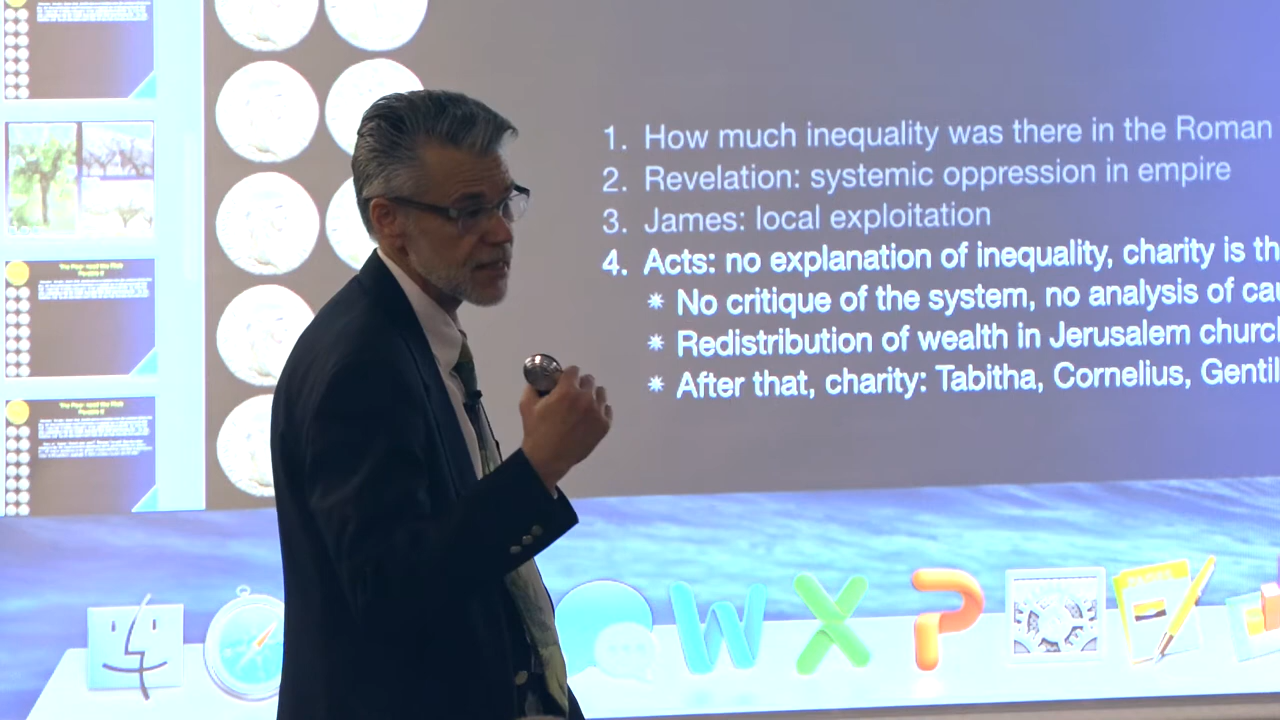 1. How much inequality was there in the Roman
2. Revelation: systemic oppression in empire
3. James: local exploitation
4. Acts: no explanation of inequality, charity is th
✴ No critique of the system, no analysis of cau
✴ Redistribution of wealth in Jerusalem church
✴ After that, charity: Tabitha, Cornelius, Gentil
W X P